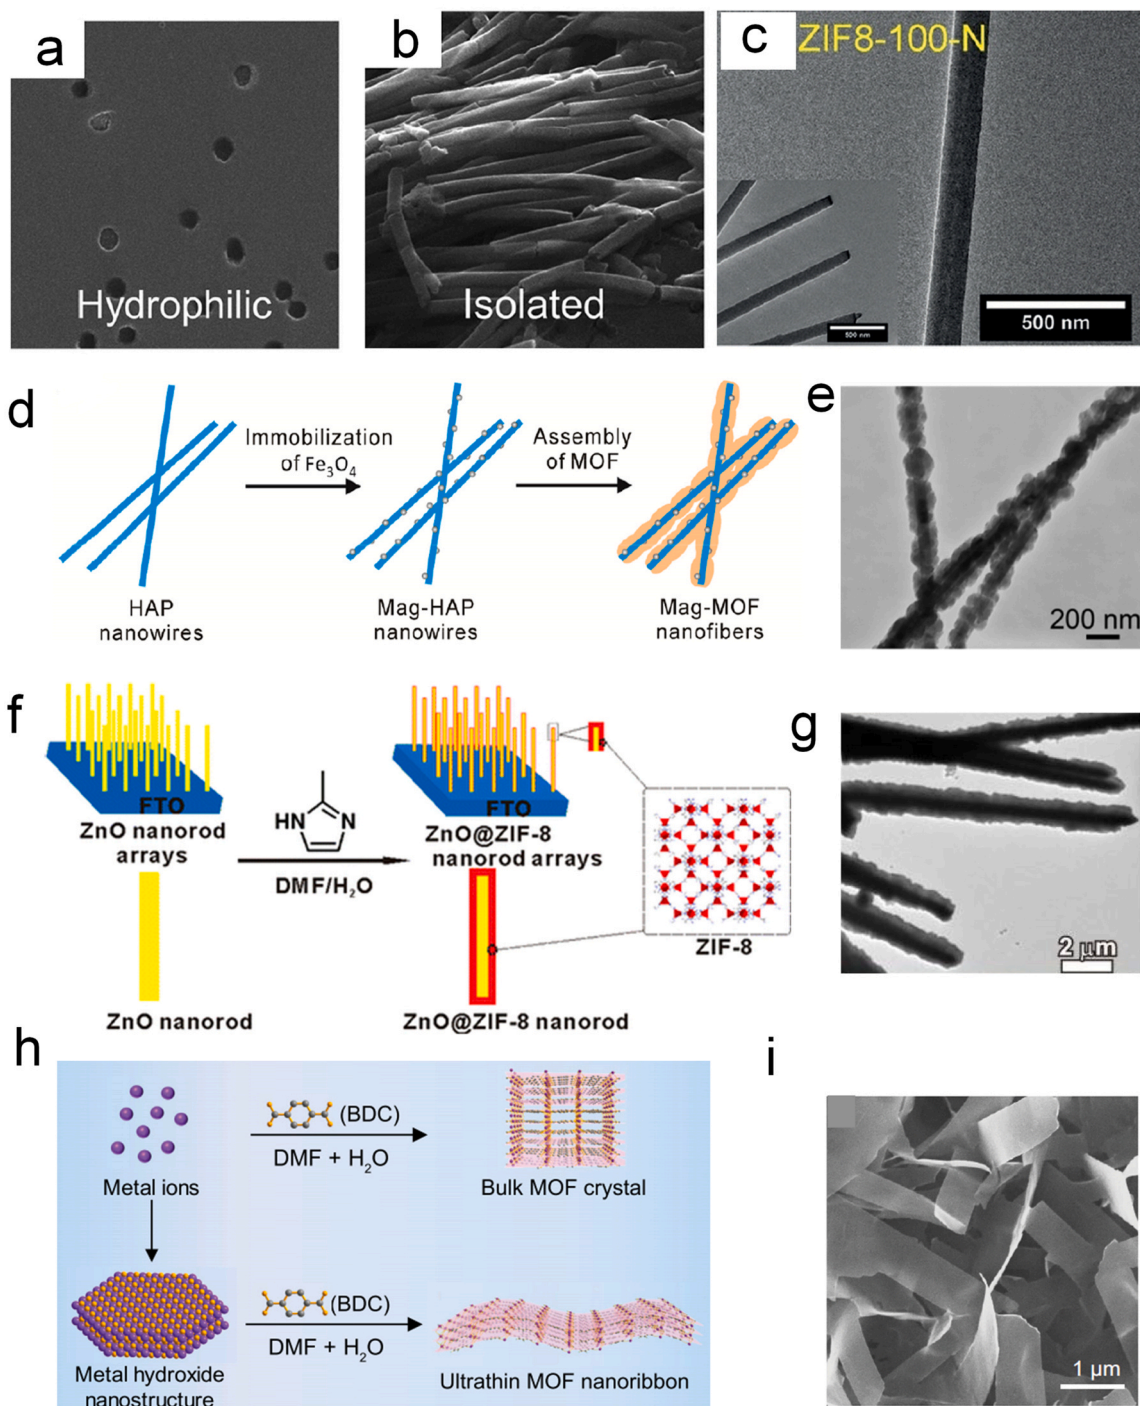 a
Hydrophilic
b
Isolated
c
ZIF8-100-N
500 nm
500 nm
d
Immobilization
of Fe₃O₄
Assembly
of MOF
HAP
nanowires
Mag-HAP
nanowires
Mag-MOF
nanofibers
e
200 nm
f
FTO
ZnO nanorod
arrays
HN
N
DMF/H₂O
FTO
ZnO@ZIF-8
nanorod arrays
ZIF-8
ZnO nanorod
ZnO@ZIF-8 nanorod
g
2 μm
h
Metal ions
(BDC)
DMF + H₂O
Bulk MOF crystal
Metal hydroxide
nanostructure
(BDC)
DMF + H₂O
Ultrathin MOF nanoribbon
i
1 μm